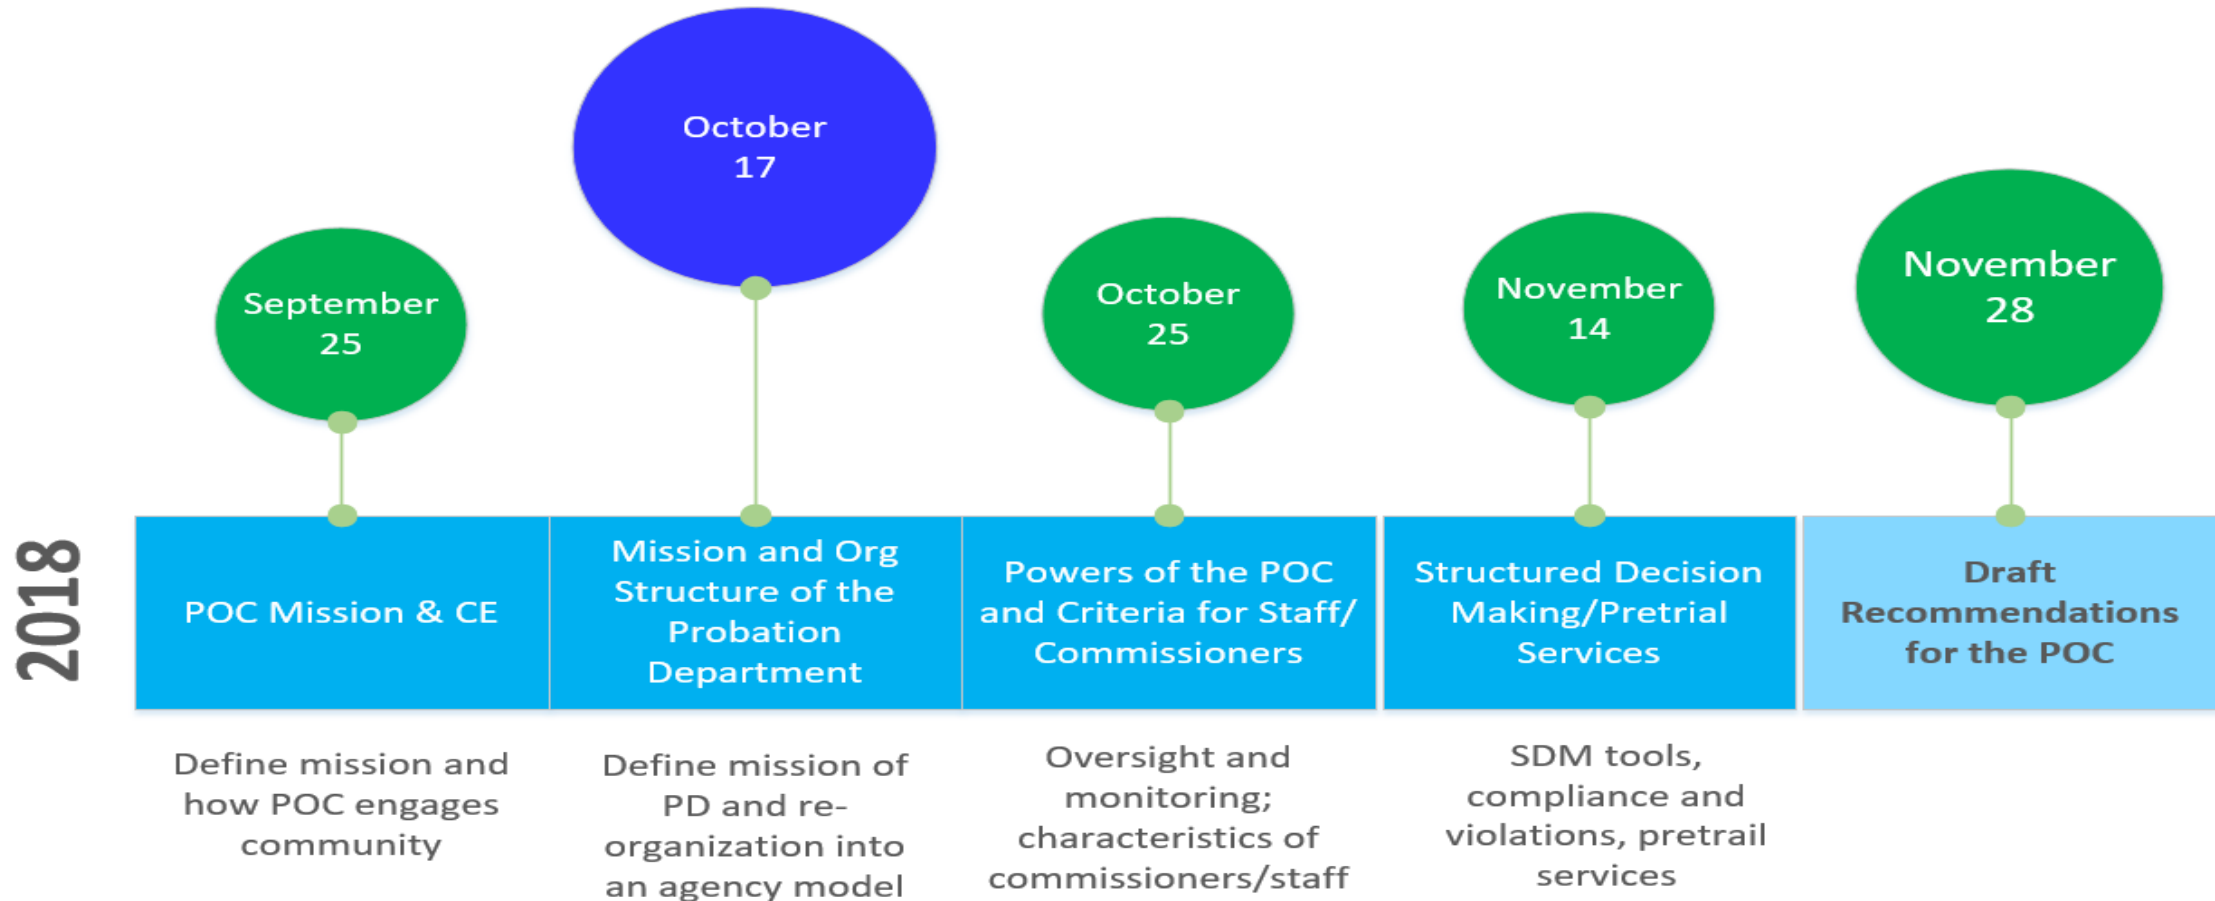 September
25
October
17
October
25
November
14
November
28
2018
POC Mission & CE
Mission and Org
Structure of the
Probation
Department
Powers of the POC
and Criteria for Staff/
Commissioners
Structured Decision
Making/Pretrial
Services
Draft
Recommendations
for the POC
Define mission and
how POC engages
community
Define mission of
PD and re-
organization into
an agency model
Oversight and
monitoring;
characteristics of
commissioners/staff
SDM tools,
compliance and
violations, pretrail
services